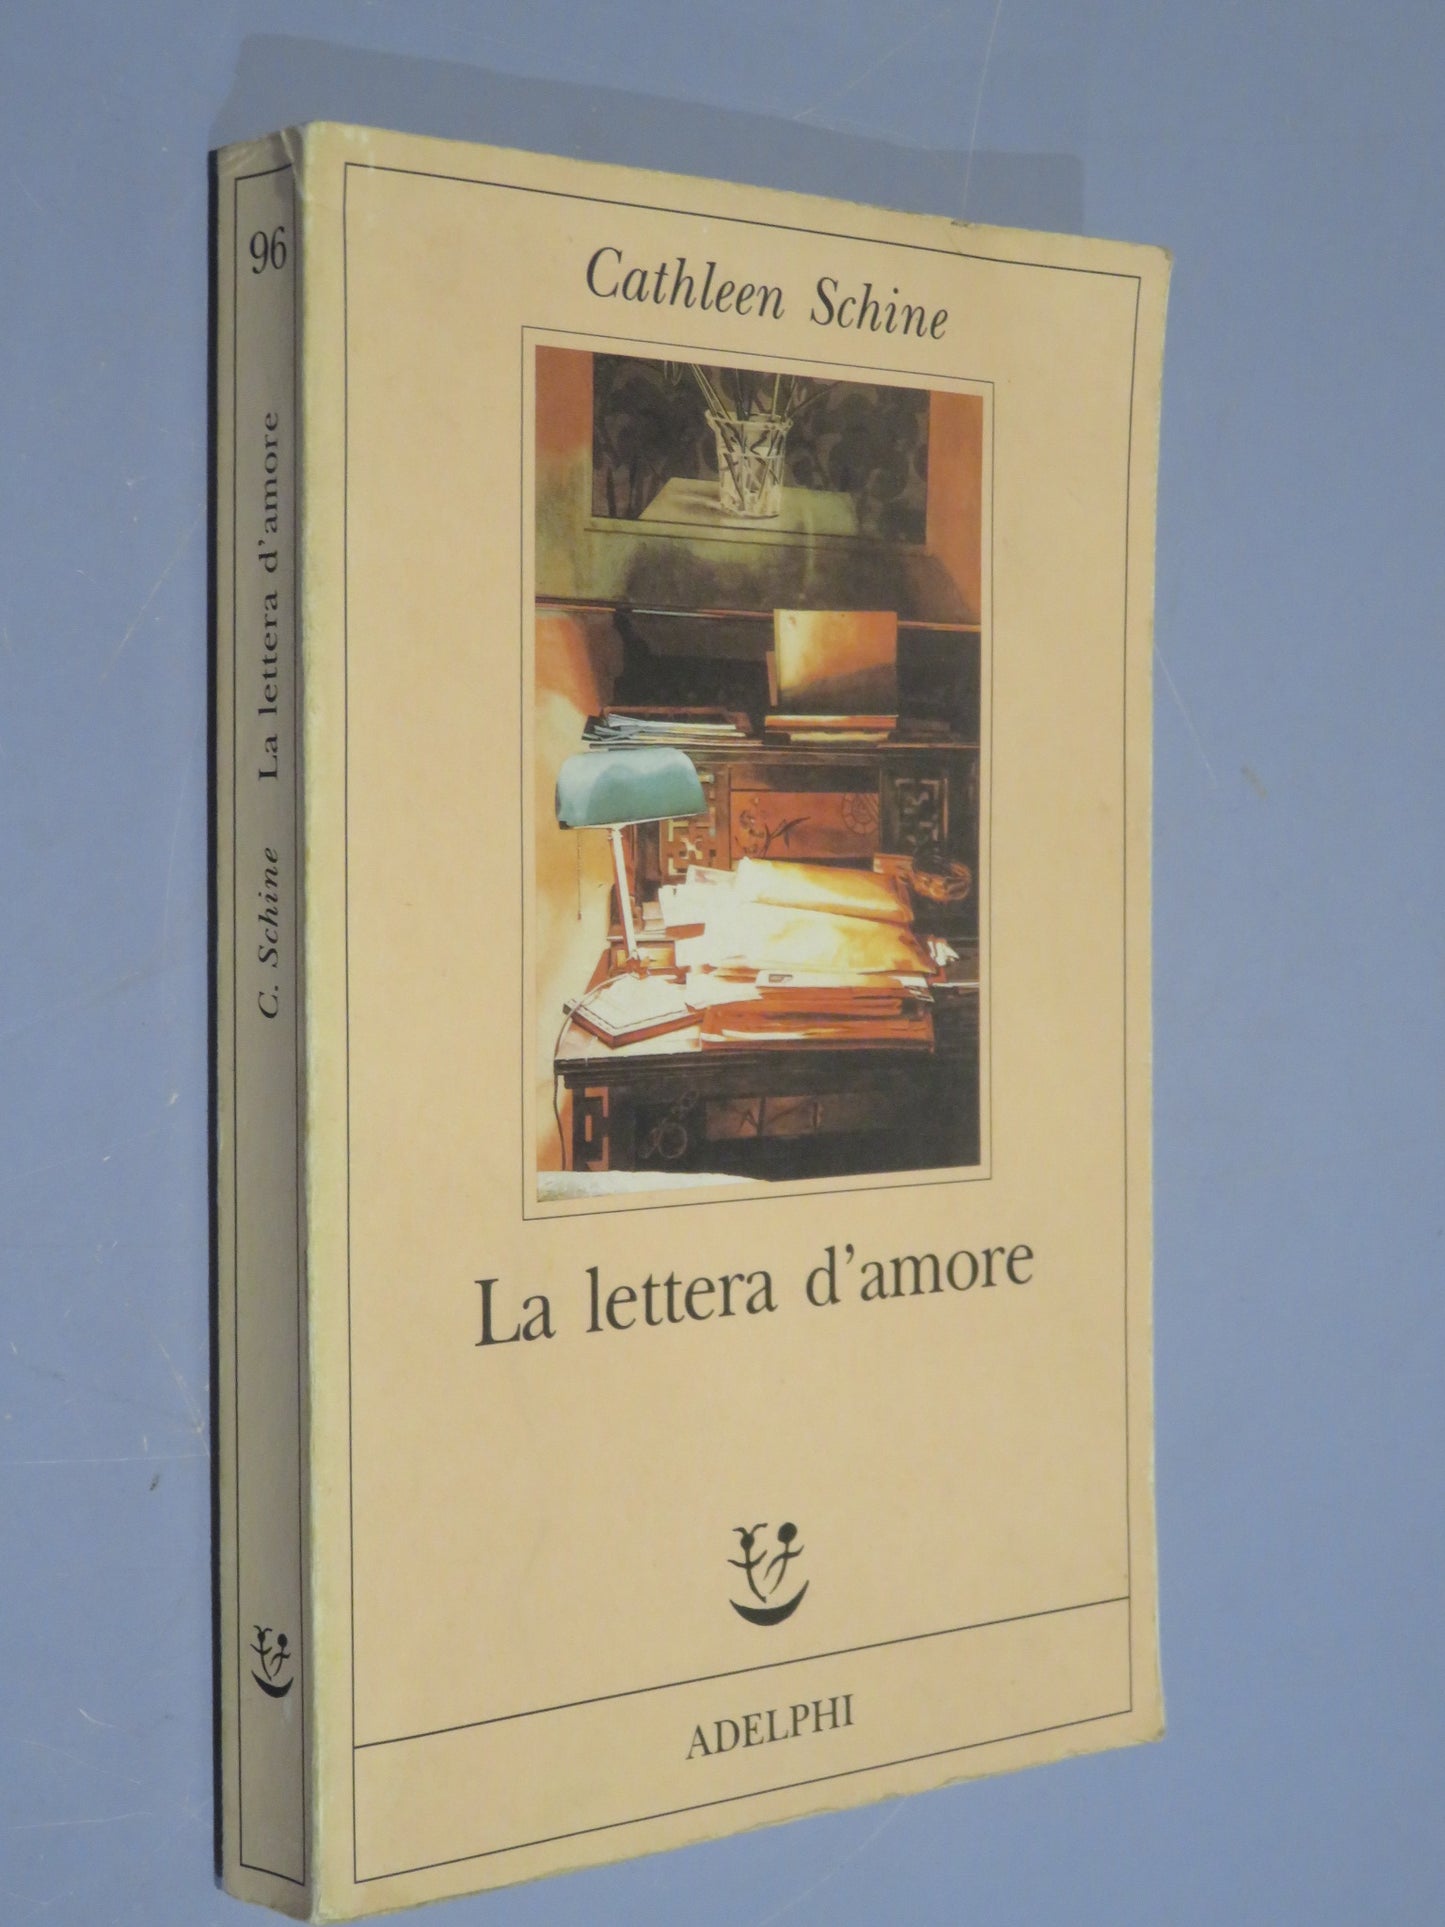 96
C. Schine La lettera d'amore
Cathleen Schine
La lettera d'amore
ADELPHI